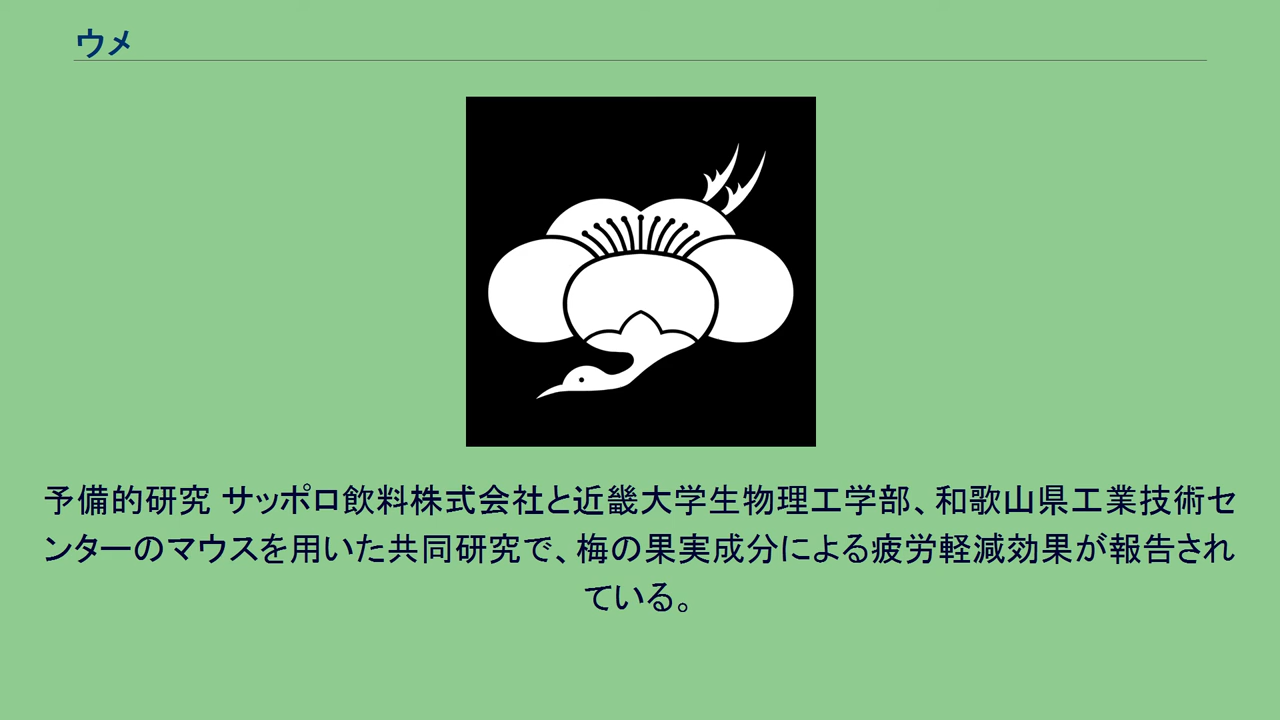 ウメ
予備的研究 サッポロ飲料株式会社と近畿大学生物理工学部、和歌山県工業技術セ
ンターのマウスを用いた共同研究で、梅の果実成分による疲労軽減効果が報告され
ている。